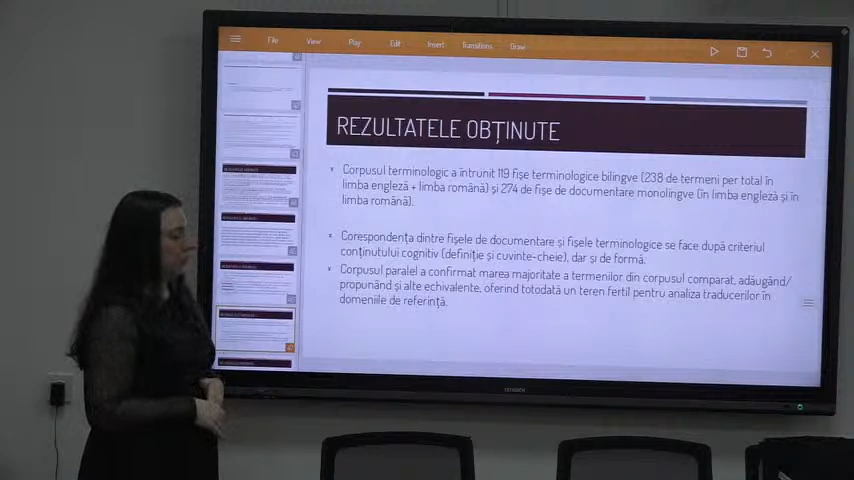 File View Play Edit Insert Transitions Draw
REZULTATELE OBȚINUTE
Corpusul terminologic a întrunit 119 fișe terminologice bilingve (238 de termeni per total în
limba engleză + limba română) și 274 de fișe de documentare monolingve (în limba engleză și în
limba română).
Corespondența dintre fișele de documentare și fișele terminologice se face după criteriul
conținutului cognitiv (definiție și cuvinte-cheie), dar și de formă.
Corpusul paralel a confirmat marea majoritate a termenilor din corpusul comparat, adăugând/
propunând și alte echivalente, oferind totodată un teren fertil pentru analiza traducerilor în
domeniile de referință.